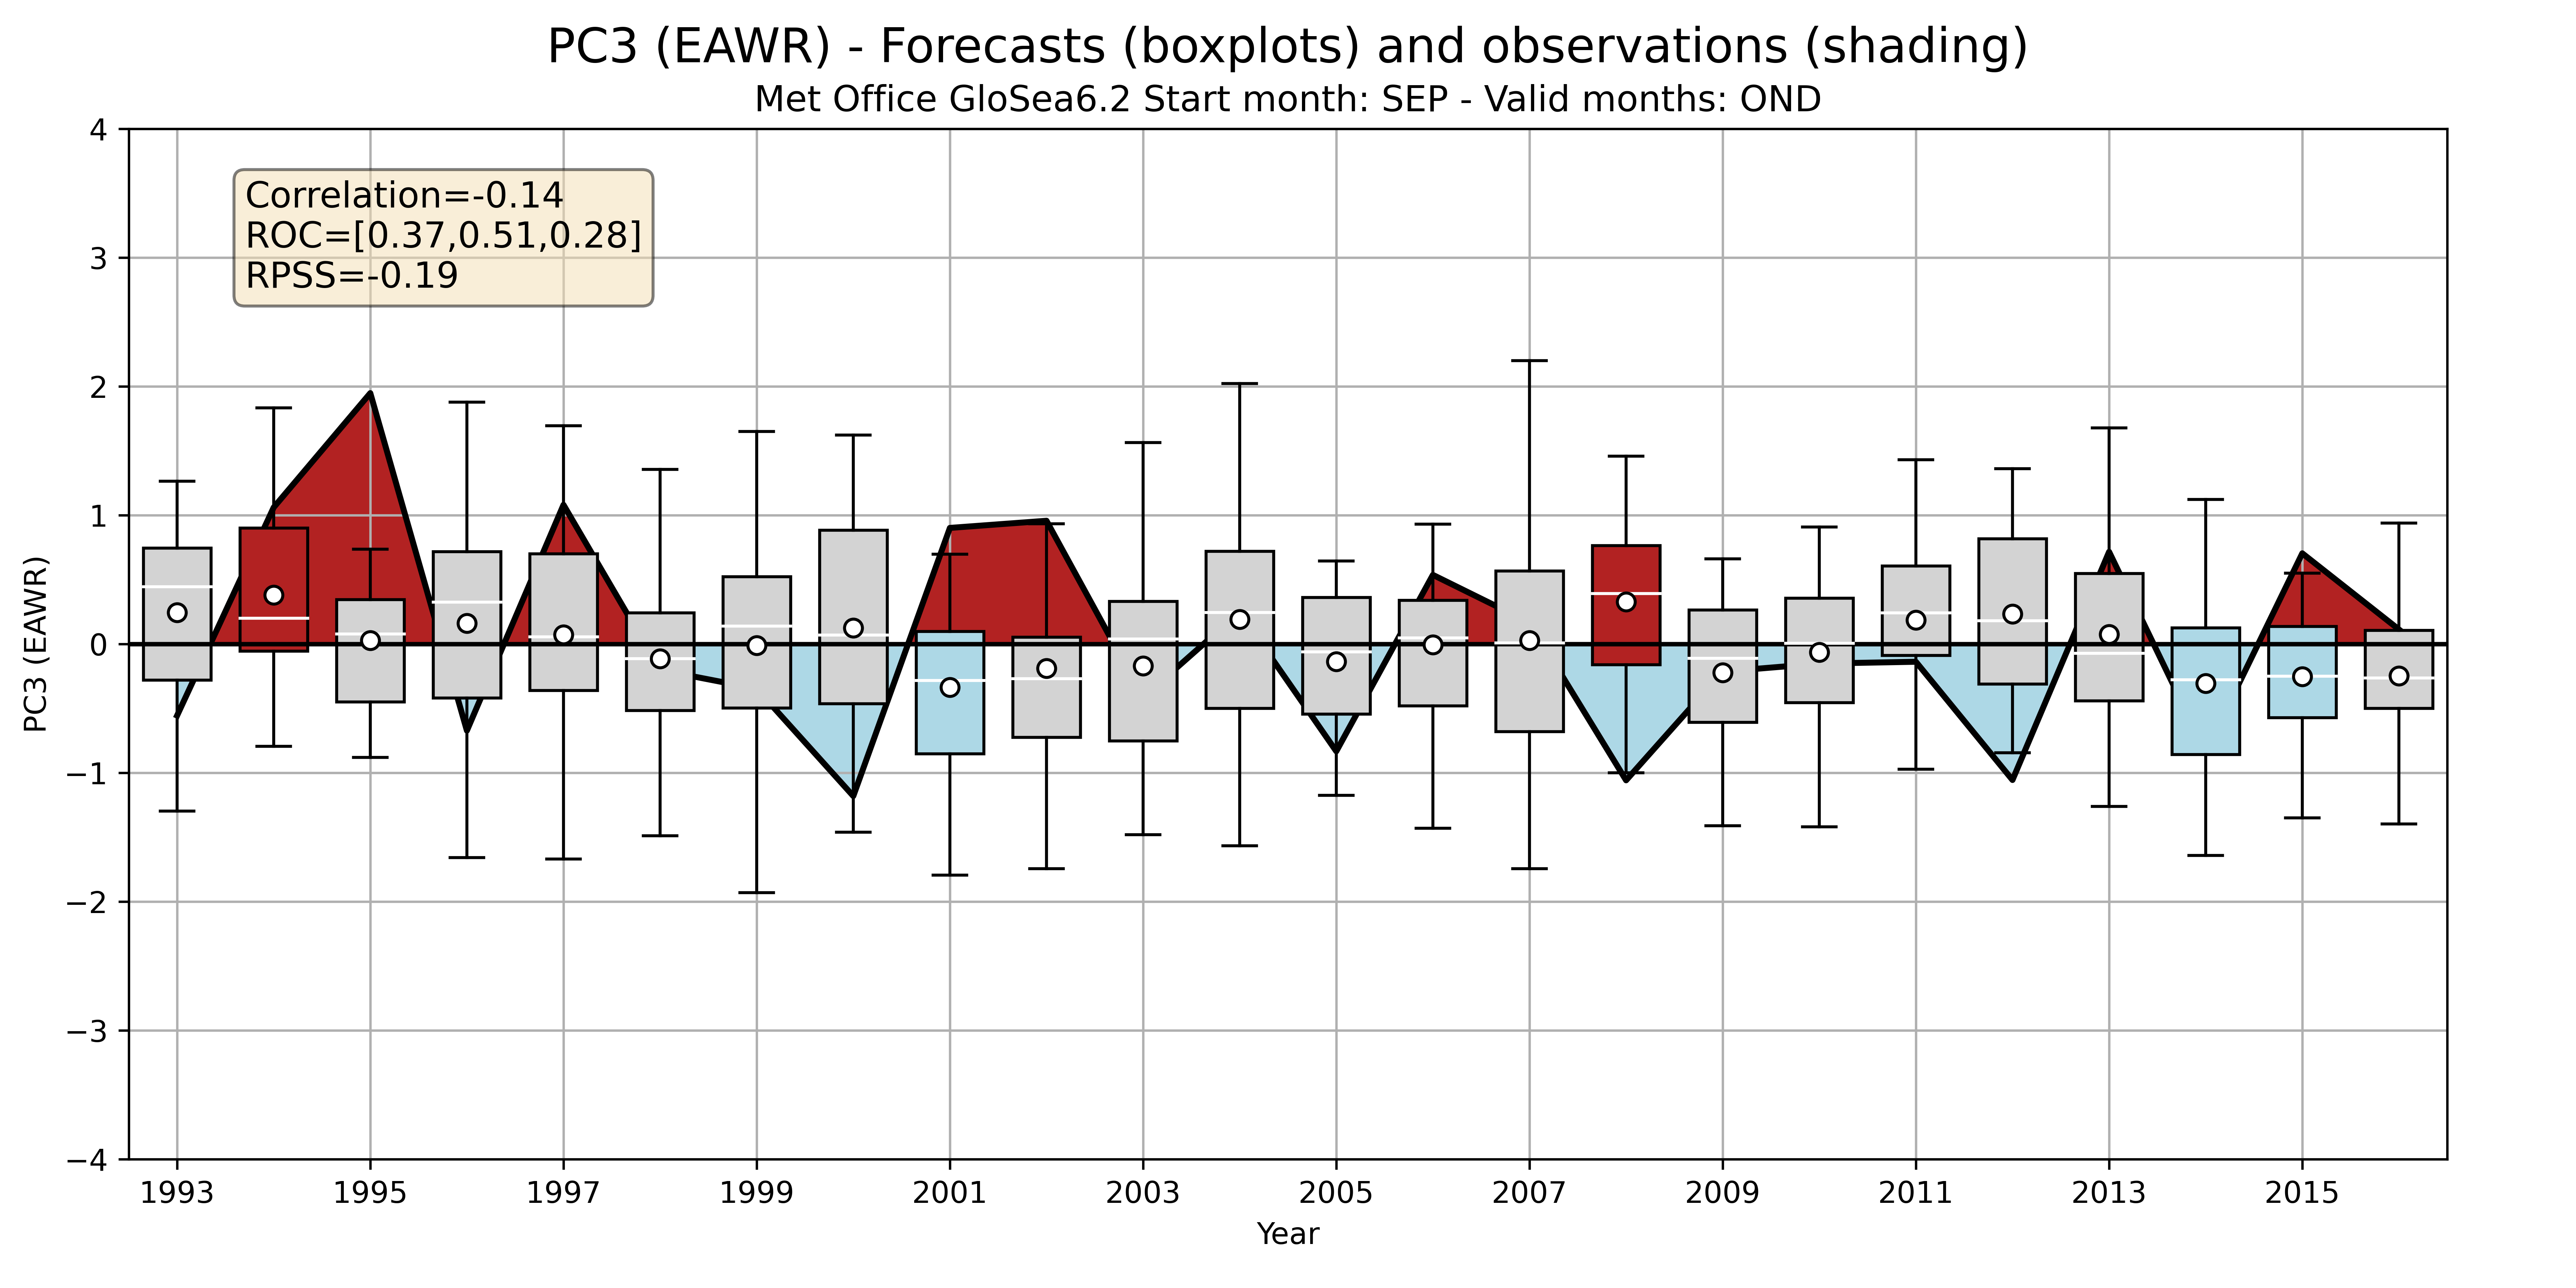 PC3 (EAWR) - Forecasts (boxplots) and observations (shading)
Met Office GloSea6.2 Start month: SEP - Valid months: OND
Correlation=-0.14
ROC=[0.37,0.51,0.28]
RPSS=-0.19
PC3 (EAWR)
4
3
2
1
0
−1
−2
−3
−4
1993 1995 1997 1999 2001 2003 2005 2007 2009 2011 2013 2015
Year